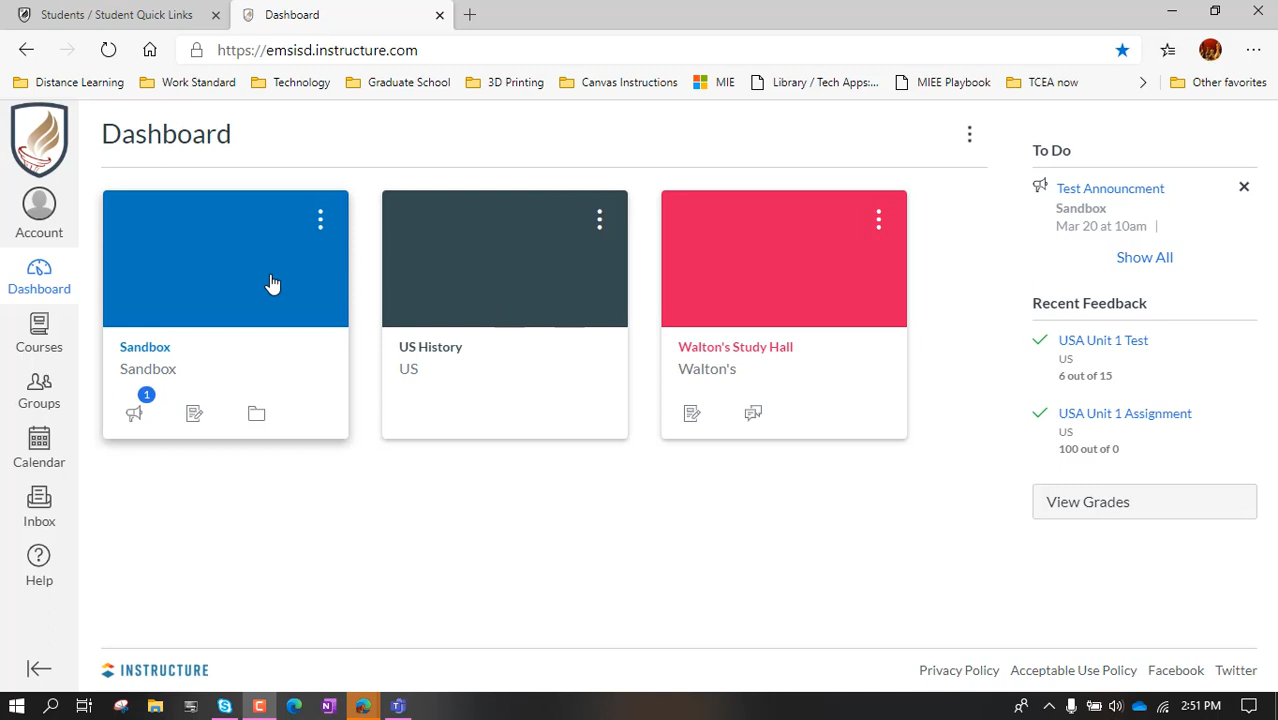 Students / Student Quick Links
Dashboard
https://emsisd.instructure.com
Distance Learning
Work Standard
Technology
Graduate School
3D Printing
Canvas Instructions
MIE
Library / Tech Apps:...
MIEE Playbook
TCEA now
Other favorites
Account
Dashboard
Courses
Groups
Calendar
Inbox
Help
Dashboard
Sandbox
Sandbox
1
US History
US
Walton's Study Hall
Walton's
To Do
Test Announcment
Sandbox
Mar 20 at 10am |
Show All
Recent Feedback
USA Unit 1 Test
US
6 out of 15
USA Unit 1 Assignment
US
100 out of 0
View Grades
INSTRUCTURE
Privacy Policy
Acceptable Use Policy
Facebook
Twitter
2:51 PM